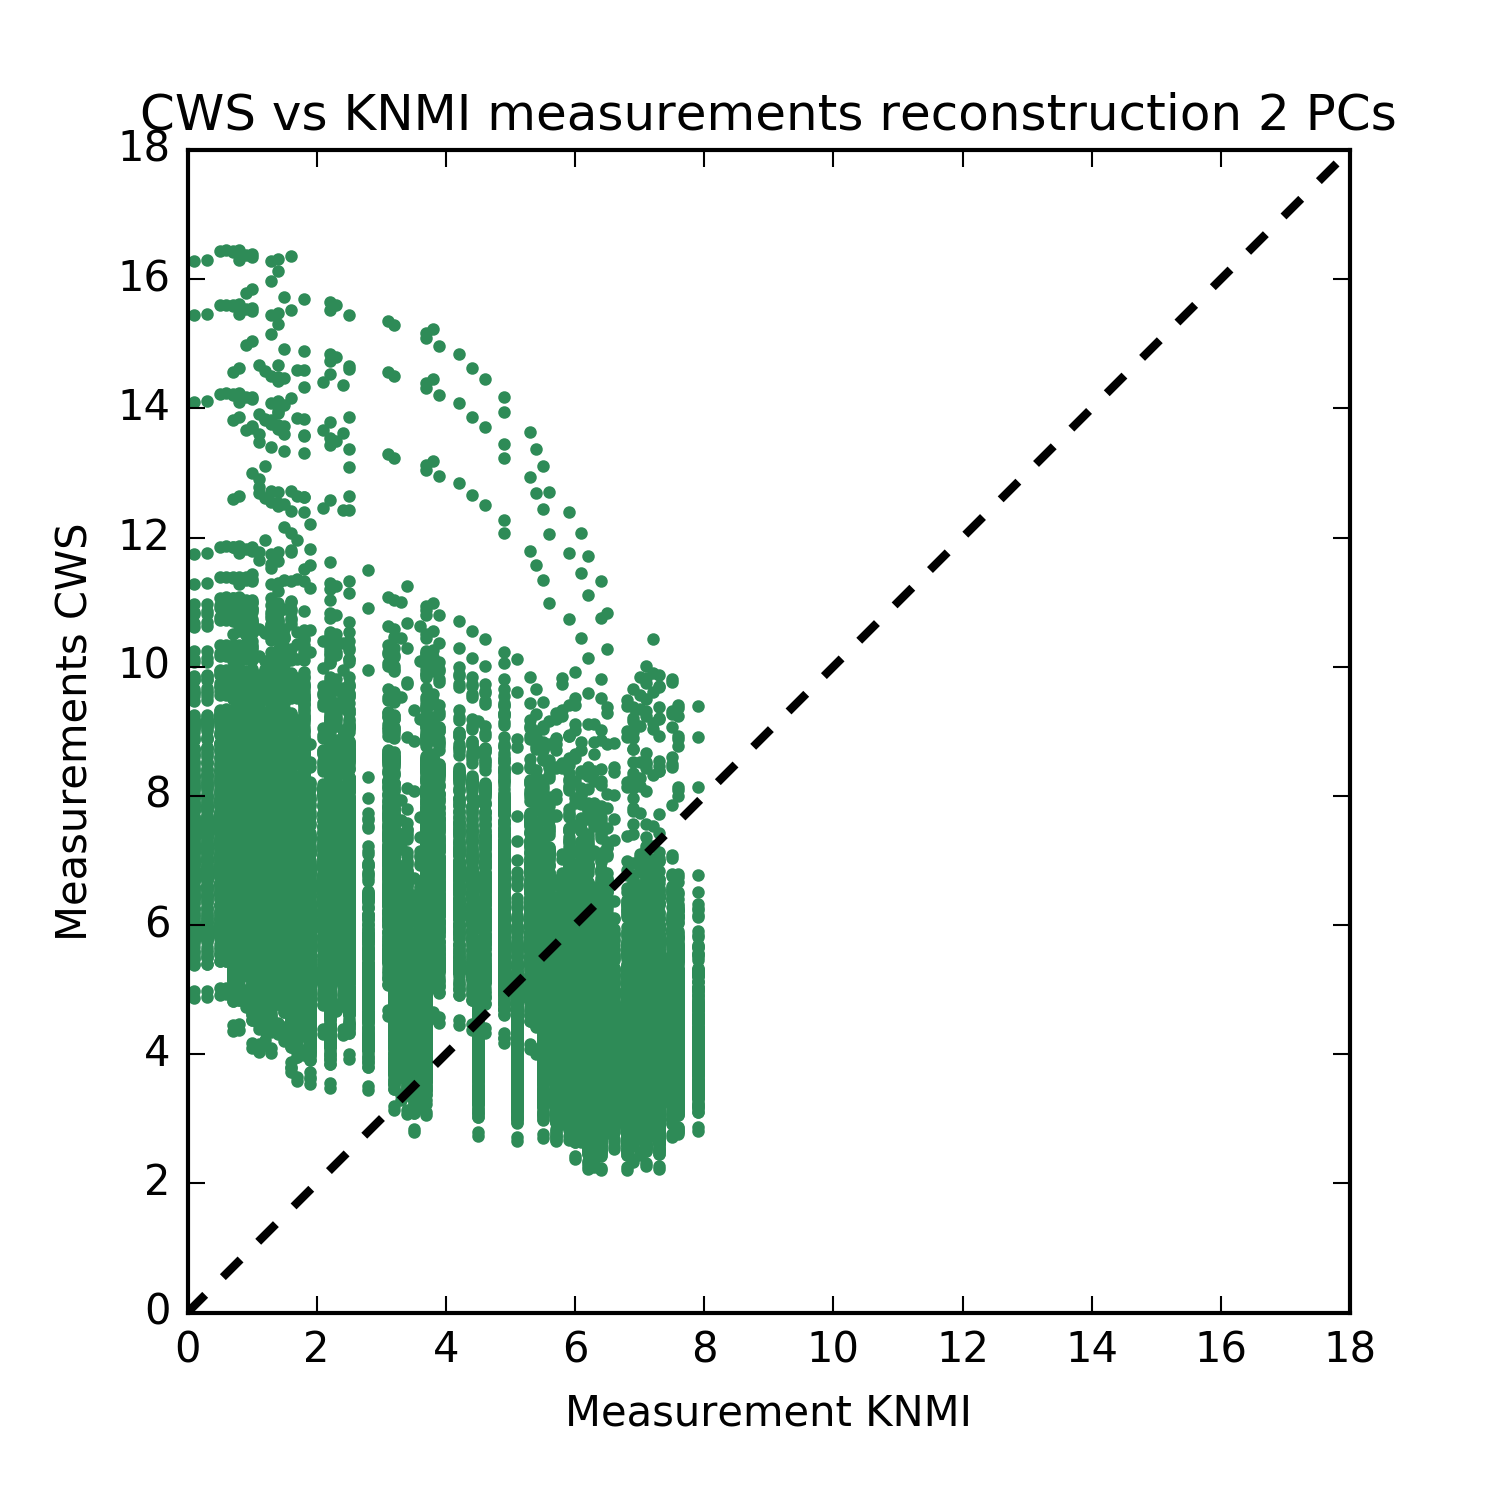 CWS vs KNMI measurements reconstruction 2 PCs
18
16
14
12
10
8
6
4
2
0
Measurements CWS
0 2 4 6 8 10 12 14 16 18
Measurement KNMI